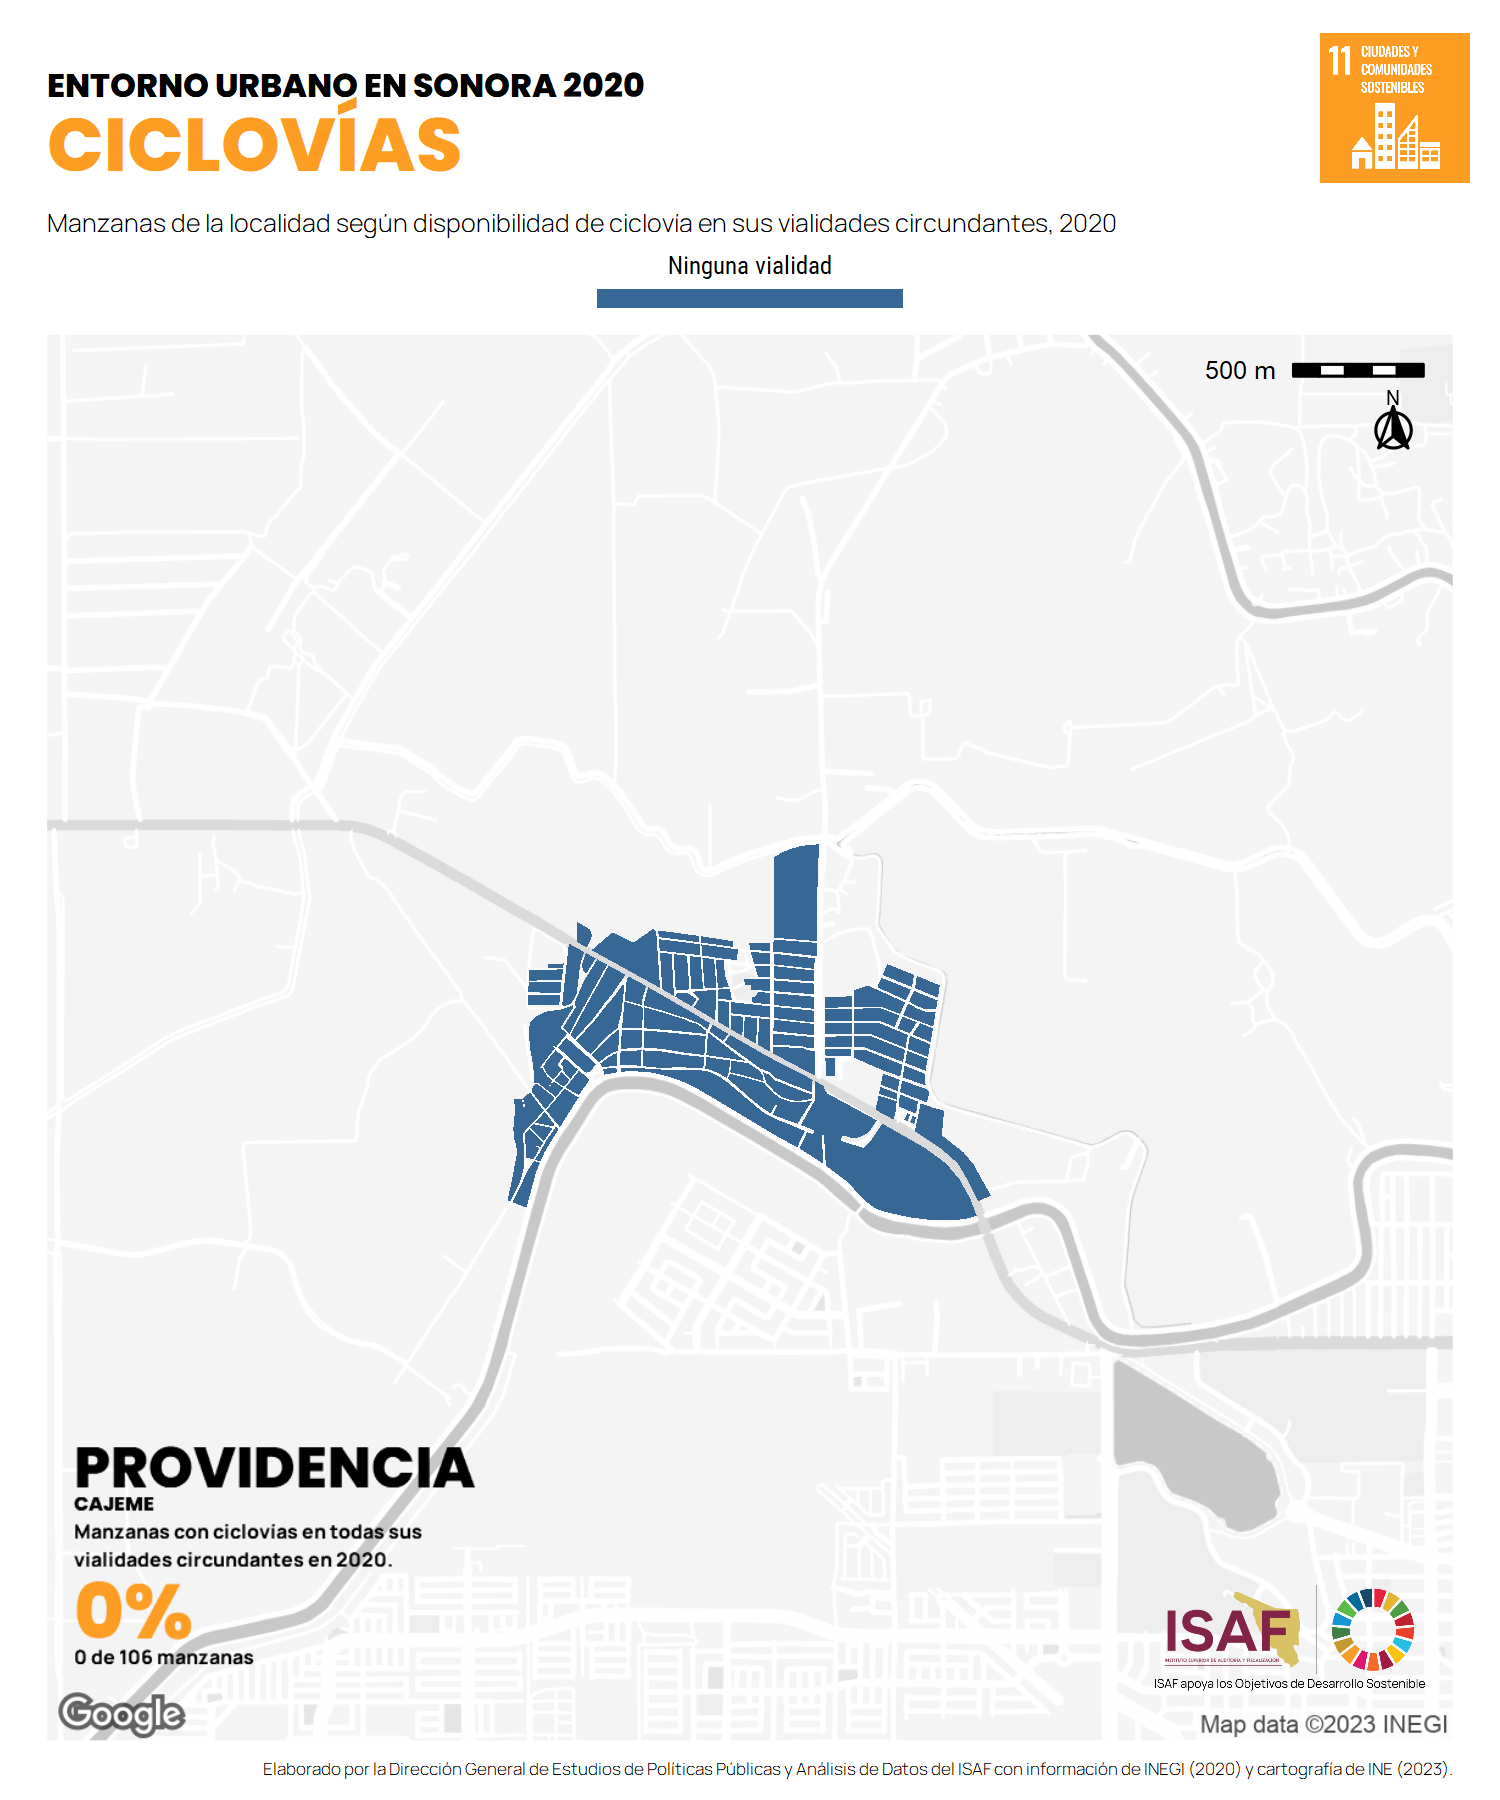 ENTORNO URBANO EN SONORA 2020
CICLOVÍAS
11 CIUDADES Y
COMUNIDADES
SOSTENIBLES
Manzanas de la localidad según disponibilidad de ciclovía en sus vialidades circundantes, 2020
Ninguna vialidad
500 m
N
PROVIDENCIA
CAJEME
Manzanas con ciclovias en todas sus
vialidades circundantes en 2020.
0%
0 de 106 manzanas
ISAF
INSTITUTO SUPERIOR DE AUDITORÍA Y FISCALIZACIÓN
ISAF apoya los Objetivos de Desarrollo Sostenible
Google
Map data ©2023 INEGI
Elaborado por la Dirección General de Estudios de Políticas Públicas y Análisis de Datos del ISAF con información de INEGI (2020) y cartografía de INE (2023).